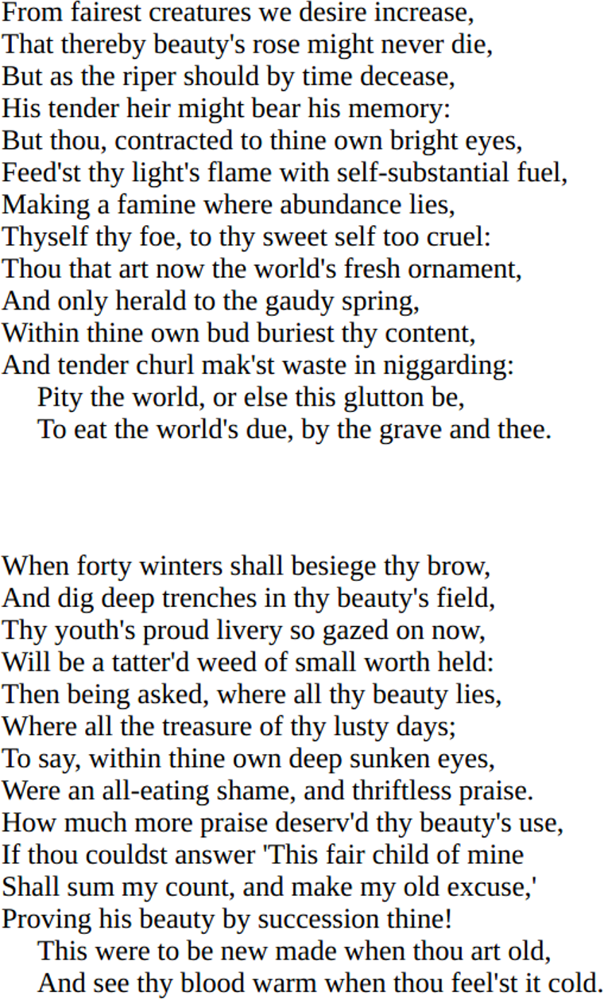 From fairest creatures we desire increase,
That thereby beauty's rose might never die,
But as the riper should by time decease,
His tender heir might bear his memory:
But thou, contracted to thine own bright eyes,
Feed'st thy light's flame with self-substantial fuel,
Making a famine where abundance lies,
Thyself thy foe, to thy sweet self too cruel:
Thou that art now the world's fresh ornament,
And only herald to the gaudy spring,
Within thine own bud buriest thy content,
And tender churl mak'st waste in niggarding:
Pity the world, or else this glutton be,
To eat the world's due, by the grave and thee.
When forty winters shall besiege thy brow,
And dig deep trenches in thy beauty's field,
Thy youth's proud livery so gazed on now,
Will be a tatter'd weed of small worth held:
Then being asked, where all thy beauty lies,
Where all the treasure of thy lusty days;
To say, within thine own deep sunken eyes,
Were an all-eating shame, and thriftless praise.
How much more praise deserv'd thy beauty's use,
If thou couldst answer 'This fair child of mine
Shall sum my count, and make my old excuse,'
Proving his beauty by succession thine!
This were to be new made when thou art old,
And see thy blood warm when thou feel'st it cold.